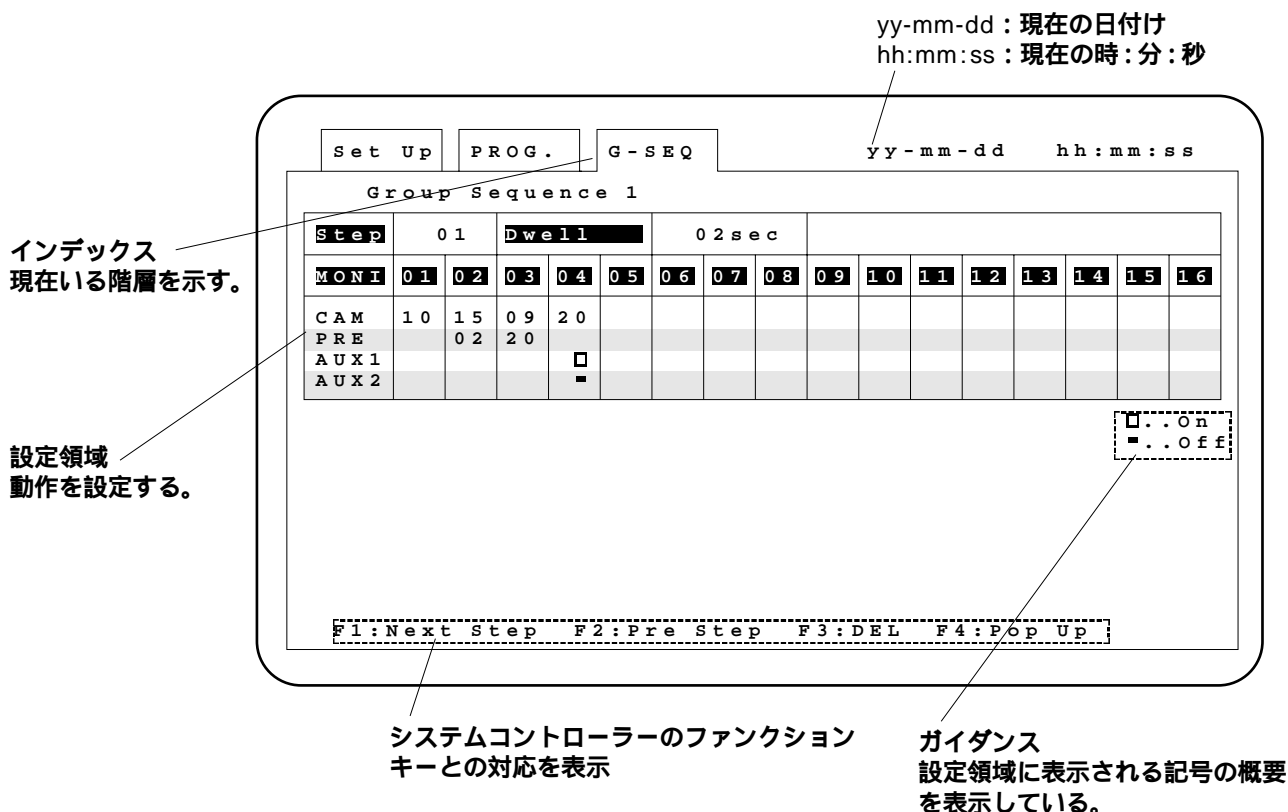 yy-mm-dd：現在の日付け
hh:mm:ss：現在の時：分：秒
Set Up PROG. G-SEQ yy-mm-dd hh:mm:ss
Group Sequence 1
Step 01 Dwell 02sec
MONI 01 02 03 04 05 06 07 08 09 10 11 12 13 14 15 16
CAM 10 15 09 20
PRE 02 20
AUX1
AUX2
インデックス
現在いる階層を示す。
設定領域
動作を設定する。
..On
..Off
F1:Next Step F2:Pre Step F3:DEL F4:Pop Up
システムコントローラーのファンクション
キーとの対応を表示
ガイダンス
設定領域に表示される記号の概要
を表示している。